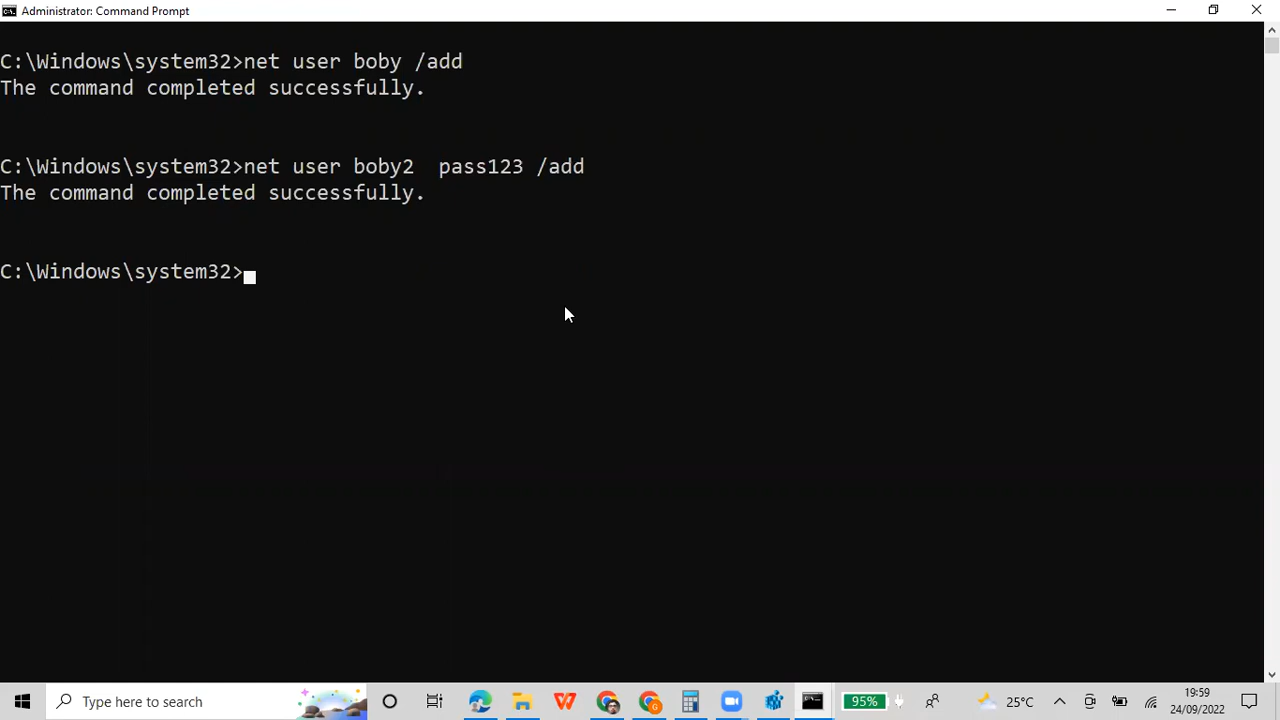 Administrator: Command Prompt
C:\Windows\system32>net user boby /add
The command completed successfully.
C:\Windows\system32>net user boby2  pass123 /add
The command completed successfully.
C:\Windows\system32>
Type here to search
95%
25°C
19:59
24/09/2022